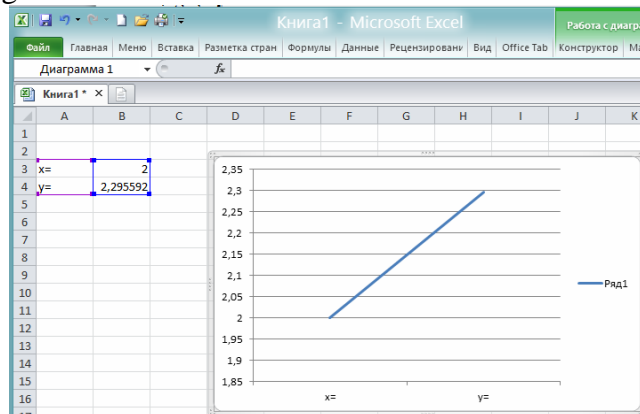 Книга1 - Microsoft Excel
Работа с диагра
Файл Главная Меню Вставка Разметка стран Формулы Данные Рецензировани Вид Office Tab Конструктор Ма
Диаграмма 1 fx
Книга1 * ×
A B C D E F G H I J K
1
2
3 x= 2
4 y= 2,295592
5
6
7
8
9
10
11
12
13
14
15
16
2,35
2,3
2,25
2,2
2,15
2,1
2,05
2
1,95
1,9
1,85
x= y=
Ряд1